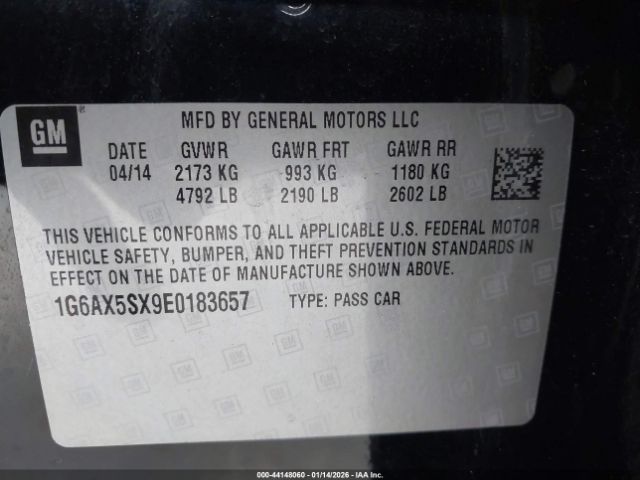 GM
MFD BY GENERAL MOTORS LLC
DATE GVWR GAWR FRT GAWR RR
04/14 2173 KG 993 KG 1180 KG
4792 LB 2190 LB 2602 LB
THIS VEHICLE CONFORMS TO ALL APPLICABLE U.S. FEDERAL MOTOR
VEHICLE SAFETY, BUMPER, AND THEFT PREVENTION STANDARDS IN
EFFECT ON THE DATE OF MANUFACTURE SHOWN ABOVE.
1G6AX5SX9E0183657 TYPE: PASS CAR
000-44148060 - 01/14/2026 - IAAI, Inc.